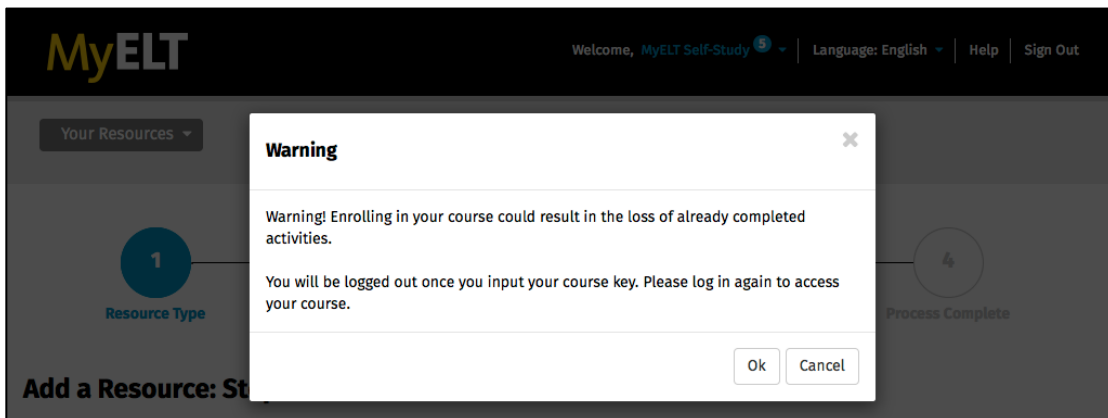 MyELT
Welcome, MyELT Self-Study 5 Language: English Help Sign Out
Your Resources
Warning
Warning! Enrolling in your course could result in the loss of already completed
activities.
You will be logged out once you input your course key. Please log in again to access
your course.
1
4
Resource Type
Process Complete
Ok Cancel
Add a Resource: